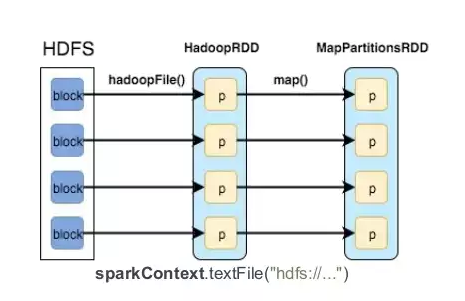 HDFS HadoopRDD MapPartitionsRDD
hadoopFile() map()
block p p
block p p
block p p
block p p
sparkContext.textFile("hdfs://...")